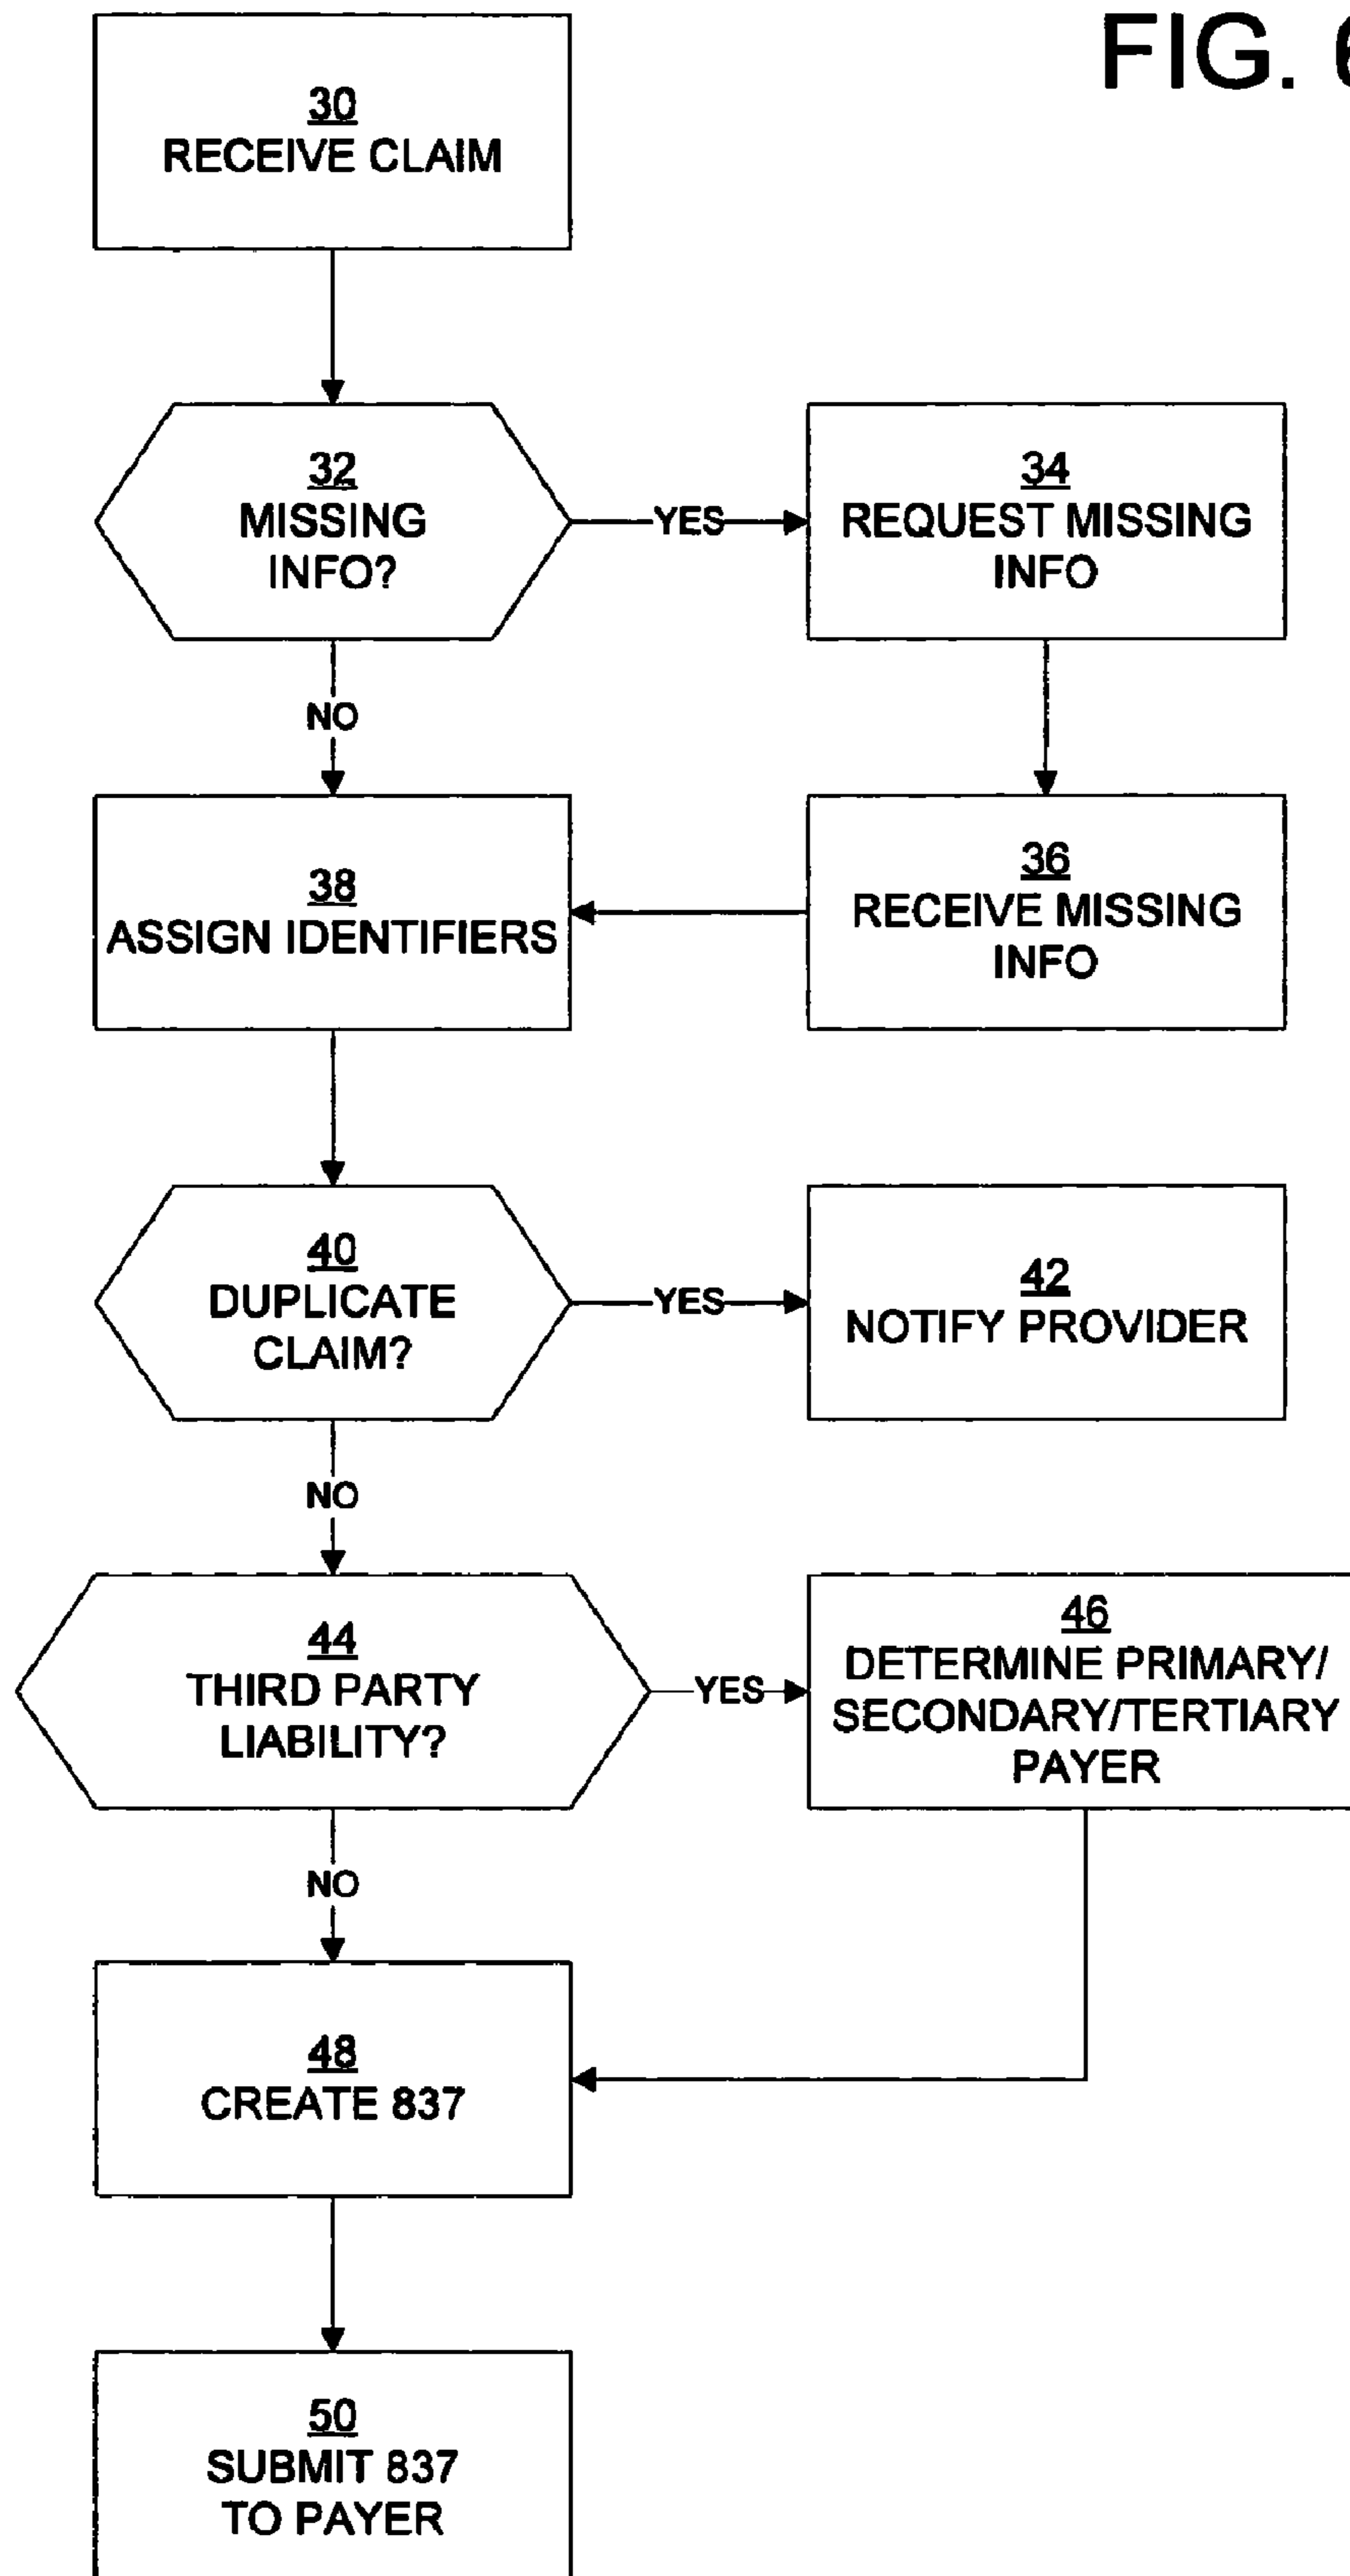 FIG. 6
30
RECEIVE CLAIM
32
MISSING
INFO?
YES
34
REQUEST MISSING
INFO
NO
38
ASSIGN IDENTIFIERS
36
RECEIVE MISSING
INFO
40
DUPLICATE
CLAIM?
YES
42
NOTIFY PROVIDER
NO
44
THIRD PARTY
LIABILITY?
YES
46
DETERMINE PRIMARY/
SECONDARY/TERTIARY
PAYER
NO
48
CREATE 837
50
SUBMIT 837
TO PAYER